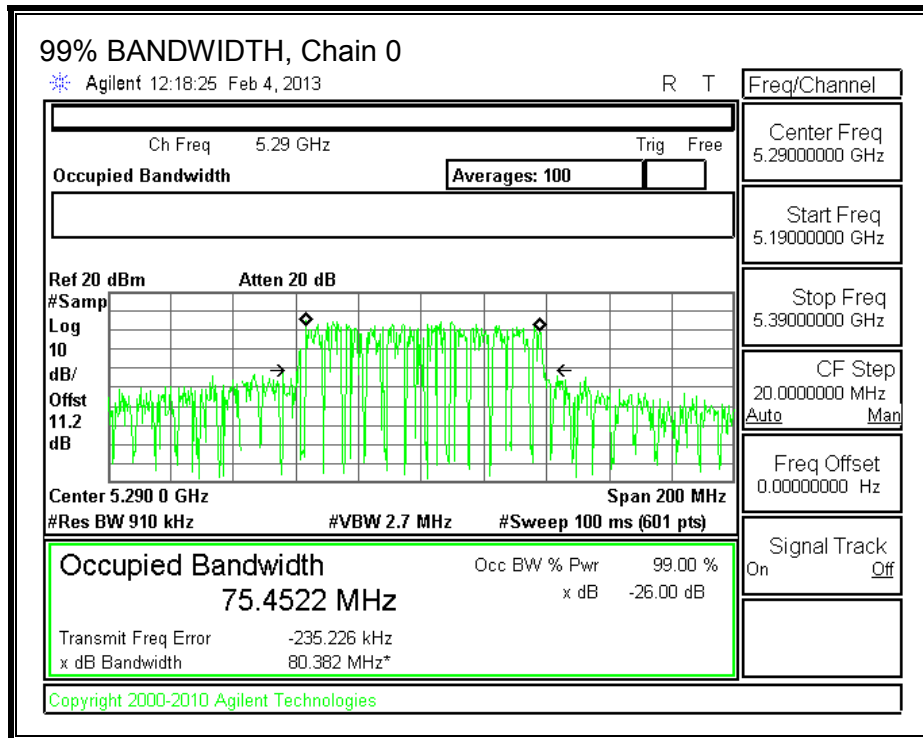 99% BANDWIDTH, Chain 0
Agilent 12:18:25 Feb 4, 2013 R T
Freq/Channel
Ch Freq 5.29 GHz Trig Free
Occupied Bandwidth Averages: 100
Center Freq
5.29000000 GHz
Start Freq
5.19000000 GHz
Stop Freq
5.39000000 GHz
CF Step
20.0000000 MHz
Auto Man
Freq Offset
0.00000000 Hz
Signal Track
On Off
Ref 20 dBm Atten 20 dB
#Samp
Log
10
dB/
Offst
11.2
dB
Center 5.290 0 GHz Span 200 MHz
#Res BW 910 kHz #VBW 2.7 MHz #Sweep 100 ms (601 pts)
Occupied Bandwidth Occ BW % Pwr 99.00 %
75.4522 MHz x dB -26.00 dB
Transmit Freq Error -235.226 kHz
x dB Bandwidth 80.382 MHz*
Copyright 2000-2010 Agilent Technologies